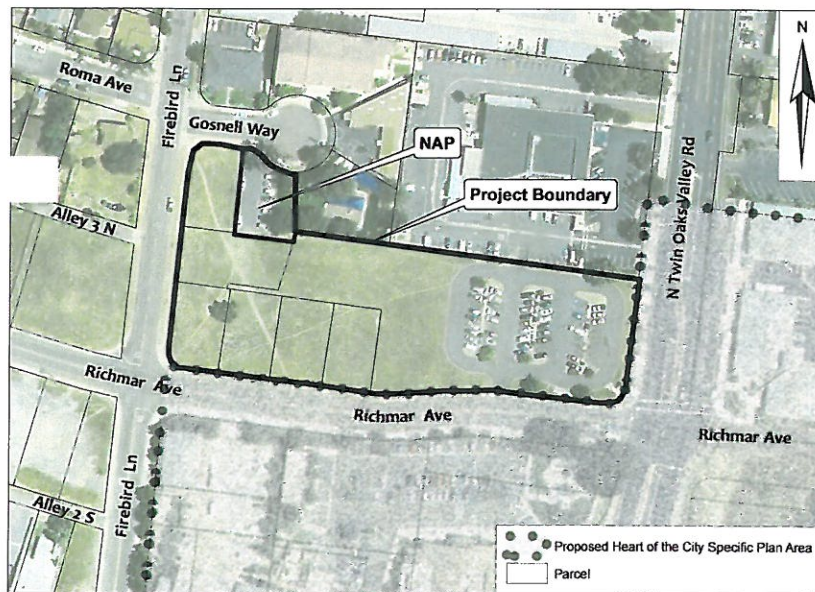 N
Roma Ave
Firebird Ln
Gosnell Way
NAP
Project Boundary
Alley 3 N
N Twin Oaks Valley Rd
Richmar Ave
Richmar Ave
Richmar Ave
Firebird Ln
Alley 2 S
Proposed Heart of the City Specific Plan Area
Parcel